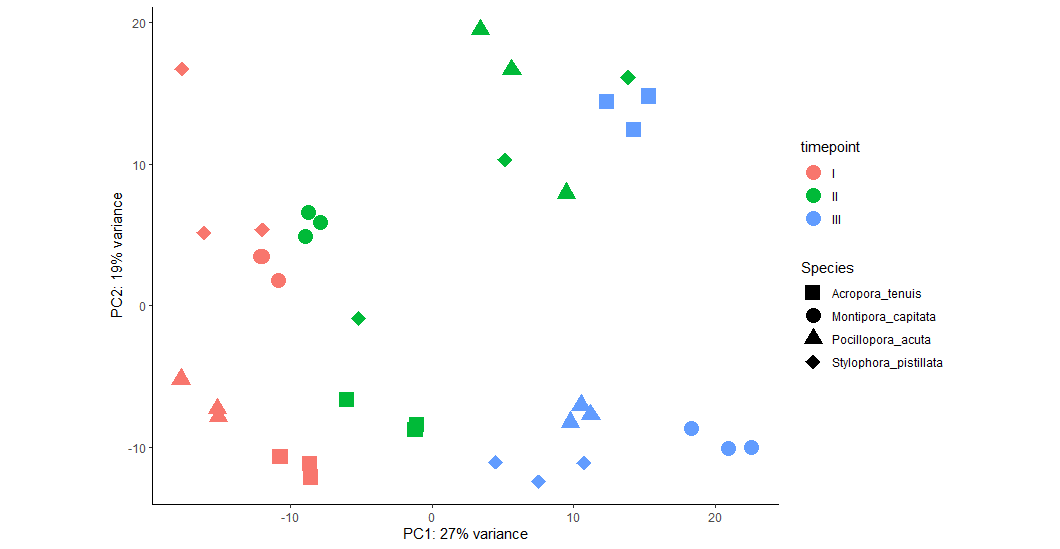 20
10
0
-10
PC2: 19% variance
-10
0
10
20
PC1: 27% variance
timepoint
I
II
III
Species
Acropora_tenuis
Montipora_capitata
Pocillopora_acuta
Stylophora_pistillata